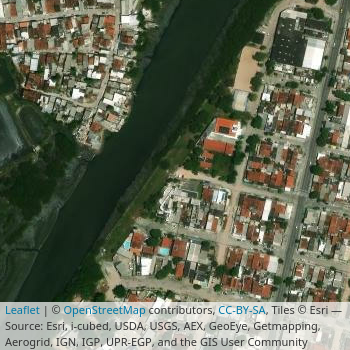 Leaflet | © OpenStreetMap contributors, CC-BY-SA, Tiles © Esri —
Source: Esri, i-cubed, USDA, USGS, AEX, GeoEye, Getmapping,
Aerogrid, IGN, IGP, UPR-EGP, and the GIS User Community